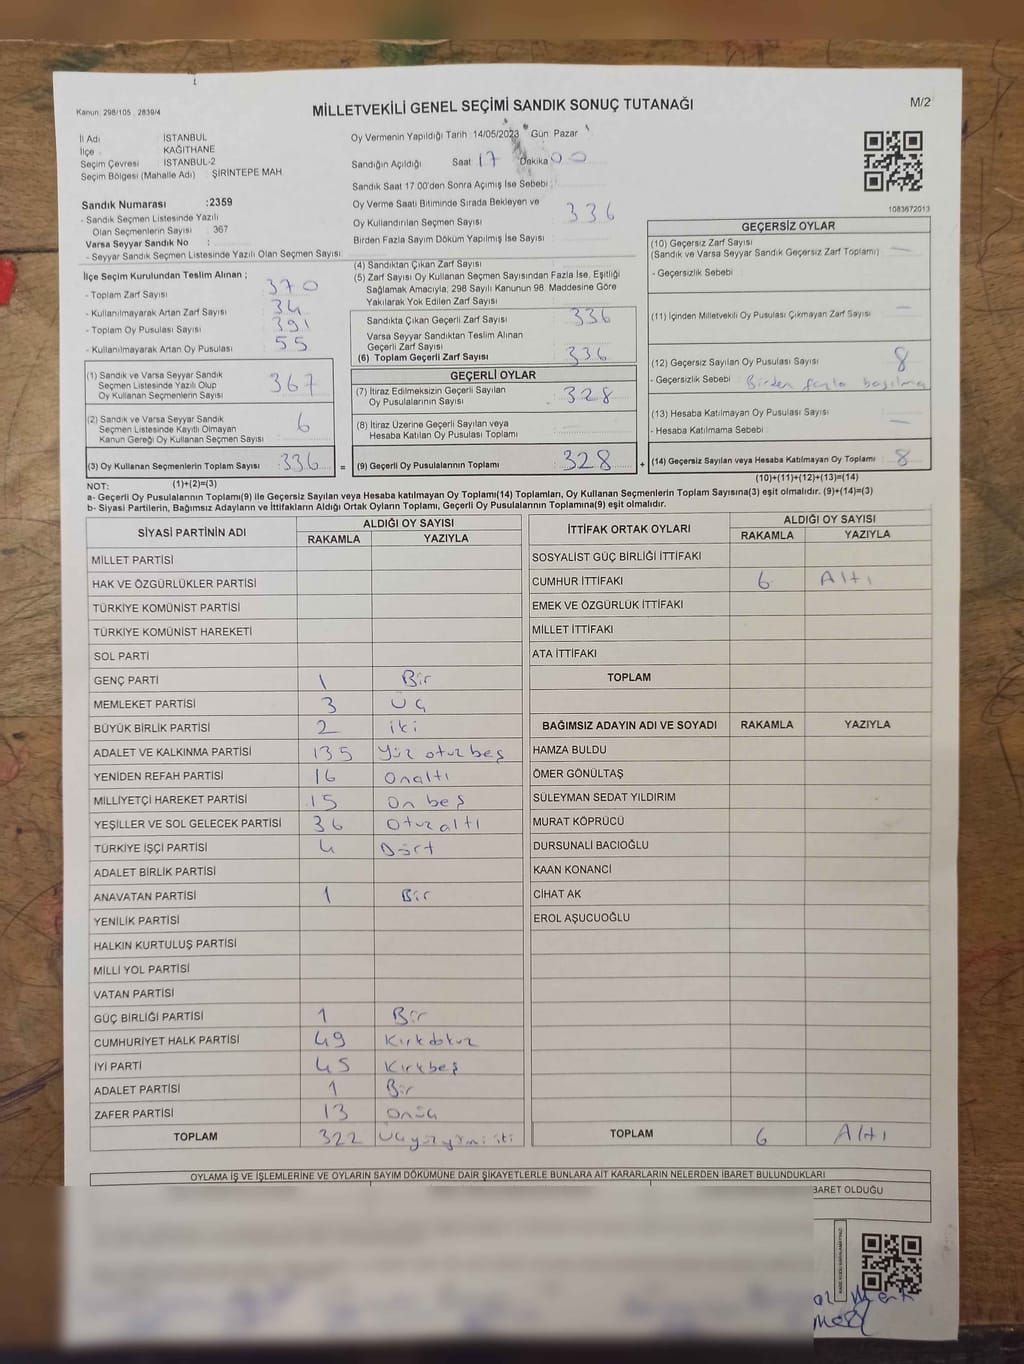 Kanun: 298/105 , 2839/4
MİLLETVEKİLİ GENEL SEÇİMİ SANDIK SONUÇ TUTANAĞI
M/2
İl Adı : İSTANBUL
İlçe : KAĞITHANE
Seçim Çevresi : İSTANBUL-2
Seçim Bölgesi (Mahalle Adı) : ŞİRİNTEPE MAH
Sandık Numarası :2359
- Sandık Seçmen Listesinde Yazılı
Olan Seçmenlerin Sayısı : 367
Varsa Seyyar Sandık No :
- Seyyar Sandık Seçmen Listesinde Yazılı Olan Seçmen Sayısı:
Oy Vermenin Yapıldığı Tarih 14/05/2023 Gün Pazar
Sandığın Açıldığı Saat 17 Dakika 00
Sandık Saat 17:00'den Sonra Açımış İse Sebebi :
Oy Verme Saati Bitiminde Sırada Bekleyen ve
Oy Kullandırılan Seçmen Sayısı 336
Birden Fazla Sayım Döküm Yapılmış İse Sayısı :
1083672013
İlçe Seçim Kurulundan Teslim Alınan ;
- Toplam Zarf Sayısı : 370
- Kullanılmayarak Artan Zarf Sayısı : 34
- Toplam Oy Pusulası Sayısı : 391
- Kullanılmayarak Artan Oy Pusulası : 55
(1) Sandık ve Varsa Seyyar Sandık
Seçmen Listesinde Yazılı Olup
Oy Kullanan Seçmenlerin Sayısı : 367
(2) Sandık ve Varsa Seyyar Sandık
Seçmen Listesinde Kayıtlı Olmayan
Kanun Gereği Oy Kullanan Seçmen Sayısı : 6
(3) Oy Kullanan Seçmenlerin Toplam Sayısı : 336
(1)+(2)=(3)
(4) Sandıktan Çıkan Zarf Sayısı :
(5) Zarf Sayısı Oy Kullanan Seçmen Sayısından Fazla İse, Eşitliği
Sağlamak Amacıyla; 298 Sayılı Kanunun 98. Maddesine Göre
Yakılarak Yok Edilen Zarf Sayısı :
Sandıkta Çıkan Geçerli Zarf Sayısı : 336
Varsa Seyyar Sandıktan Teslim Alınan
Geçerli Zarf Sayısı :
(6) Toplam Geçerli Zarf Sayısı : 336
GEÇERLİ OYLAR
(7) İtiraz Edilmeksizin Geçerli Sayılan
Oy Pusulalarının Sayısı : 328
(8) İtiraz Üzerine Geçerli Sayılan veya
Hesaba Katılan Oy Pusulası Toplamı :
= (9) Geçerli Oy Pusulalarının Toplamı : 328 +
GEÇERSİZ OYLAR
(10) Geçersiz Zarf Sayısı :
(Sandık ve Varsa Seyyar Sandık Geçersiz Zarf Toplamı)
- Geçersizlik Sebebi :
(11) İçinden Milletvekili Oy Pusulası Çıkmayan Zarf Sayısı :
(12) Geçersiz Sayılan Oy Pusulası Sayısı : 8
- Geçersizlik Sebebi : Birden fazla basılma
(13) Hesaba Katılmayan Oy Pusulası Sayısı :
- Hesaba Katılmama Sebebi :
(14) Geçersiz Sayılan veya Hesaba Katılmayan Oy Toplamı : 8
(10)+(11)+(12)+(13)=(14)
NOT:
a- Geçerli Oy Pusulalarının Toplamı(9) ile Geçersiz Sayılan veya Hesaba katılmayan Oy Toplamı(14) Toplamları, Oy Kullanan Seçmenlerin Toplam Sayısına(3) eşit olmalıdır. (9)+(14)=(3)
b- Siyasi Partilerin, Bağımsız Adayların ve İttifakların Aldığı Ortak Oyların Toplamı, Geçerli Oy Pusulalarının Toplamına(9) eşit olmalıdır.
SİYASİ PARTİNİN ADI ALDIĞI OY SAYISI
RAKAMLA YAZIYLA
MİLLET PARTİSİ
HAK VE ÖZGÜRLÜKLER PARTİSİ
TÜRKİYE KOMÜNİST PARTİSİ
TÜRKİYE KOMÜNİST HAREKETİ
SOL PARTİ
GENÇ PARTİ 1 Bir
MEMLEKET PARTİSİ 3 Üç
BÜYÜK BİRLİK PARTİSİ 2 iki
ADALET VE KALKINMA PARTİSİ 135 Yüz otuz beş
YENİDEN REFAH PARTİSİ 16 Onaltı
MİLLİYETÇİ HAREKET PARTİSİ 15 On beş
YEŞİLLER VE SOL GELECEK PARTİSİ 36 Otuz altı
TÜRKİYE İŞÇİ PARTİSİ 4 Dört
ADALET BİRLİK PARTİSİ
ANAVATAN PARTİSİ 1 Bir
YENİLİK PARTİSİ
HALKIN KURTULUŞ PARTİSİ
MİLLİ YOL PARTİSİ
VATAN PARTİSİ
GÜÇ BİRLİĞİ PARTİSİ 1 Bir
CUMHURİYET HALK PARTİSİ 49 Kırkdokuz
İYİ PARTİ 45 Kırkbeş
ADALET PARTİSİ 1 Bir
ZAFER PARTİSİ 13 Onüç
TOPLAM 322 Üçyüzyirmi iki
İTTİFAK ORTAK OYLARI ALDIĞI OY SAYISI
RAKAMLA YAZIYLA
SOSYALİST GÜÇ BİRLİĞİ İTTİFAKI
CUMHUR İTTİFAKI 6 Altı
EMEK VE ÖZGÜRLÜK İTTİFAKI
MİLLET İTTİFAKI
ATA İTTİFAKI
TOPLAM
BAĞIMSIZ ADAYIN ADI VE SOYADI RAKAMLA YAZIYLA
HAMZA BULDU
ÖMER GÖNÜLTAŞ
SÜLEYMAN SEDAT YILDIRIM
MURAT KÖPRÜCÜ
DURSUNALİ BACIOĞLU
KAAN KONANCİ
CİHAT AK
EROL AŞUCUOĞLU
TOPLAM 6 Altı
OYLAMA İŞ VE İŞLEMLERİNE VE OYLARIN SAYIM DÖKÜMÜNE DAİR ŞİKAYETLERLE BUNLARA AİT KARARLARIN NELERDEN İBARET BULUNDUKLARI
BARET OLDUĞU